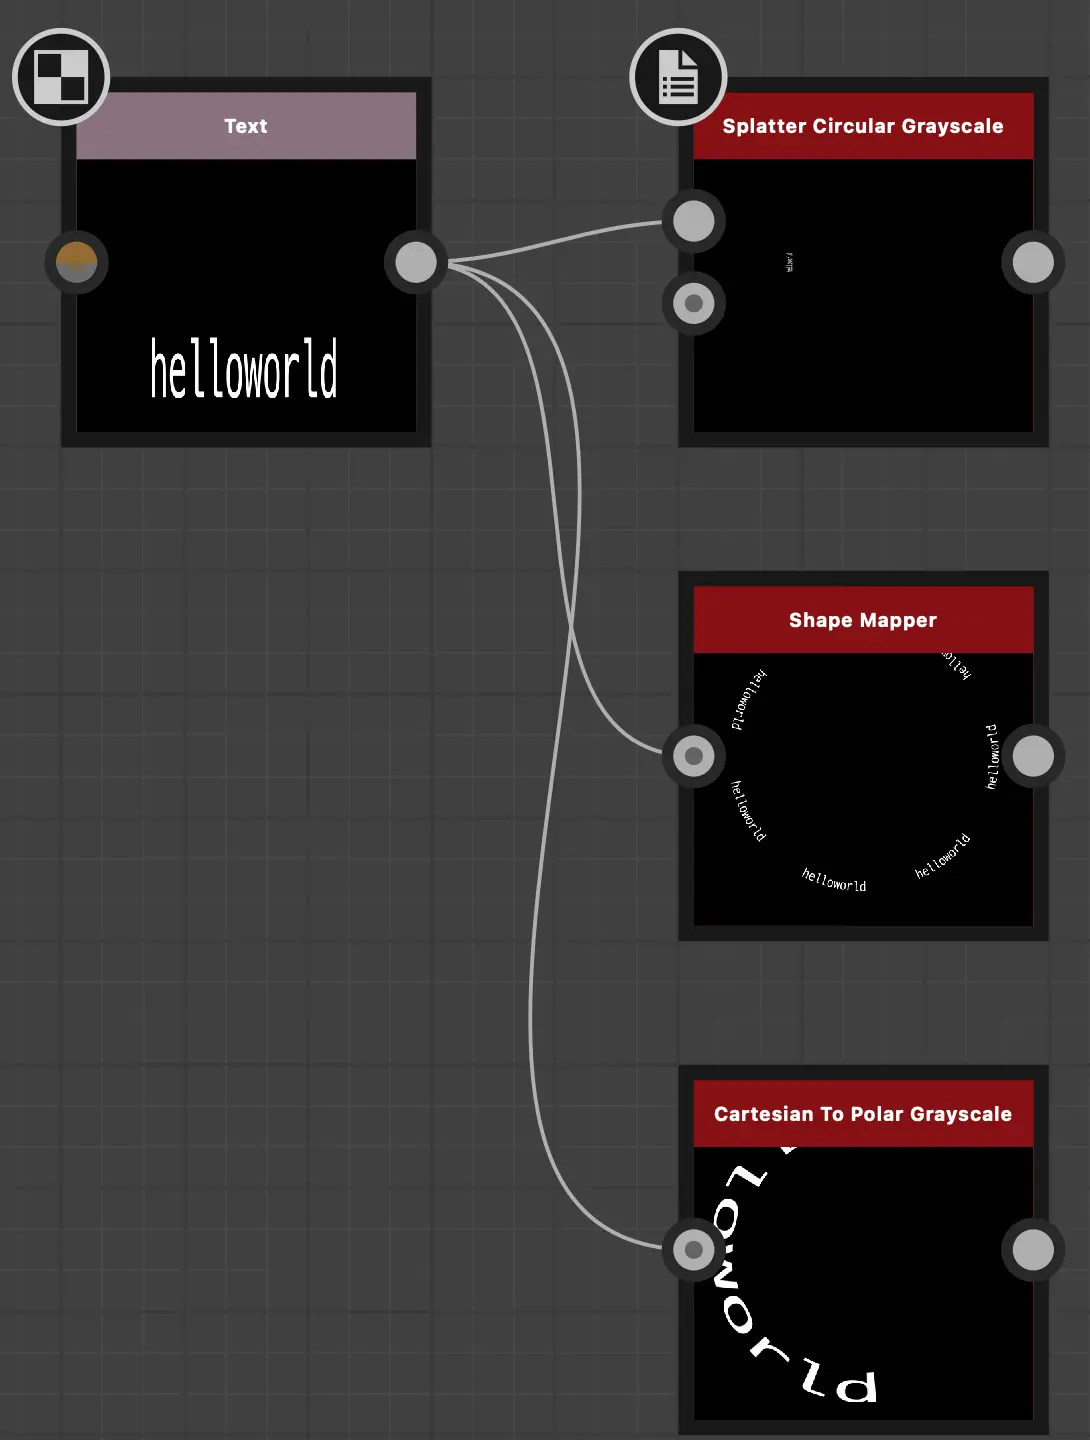 Text
helloworld
Splatter Circular Grayscale
Shape Mapper
helloworld
helloworld
helloworld
helloworld
helloworld
Cartesian To Polar Grayscale
loworld